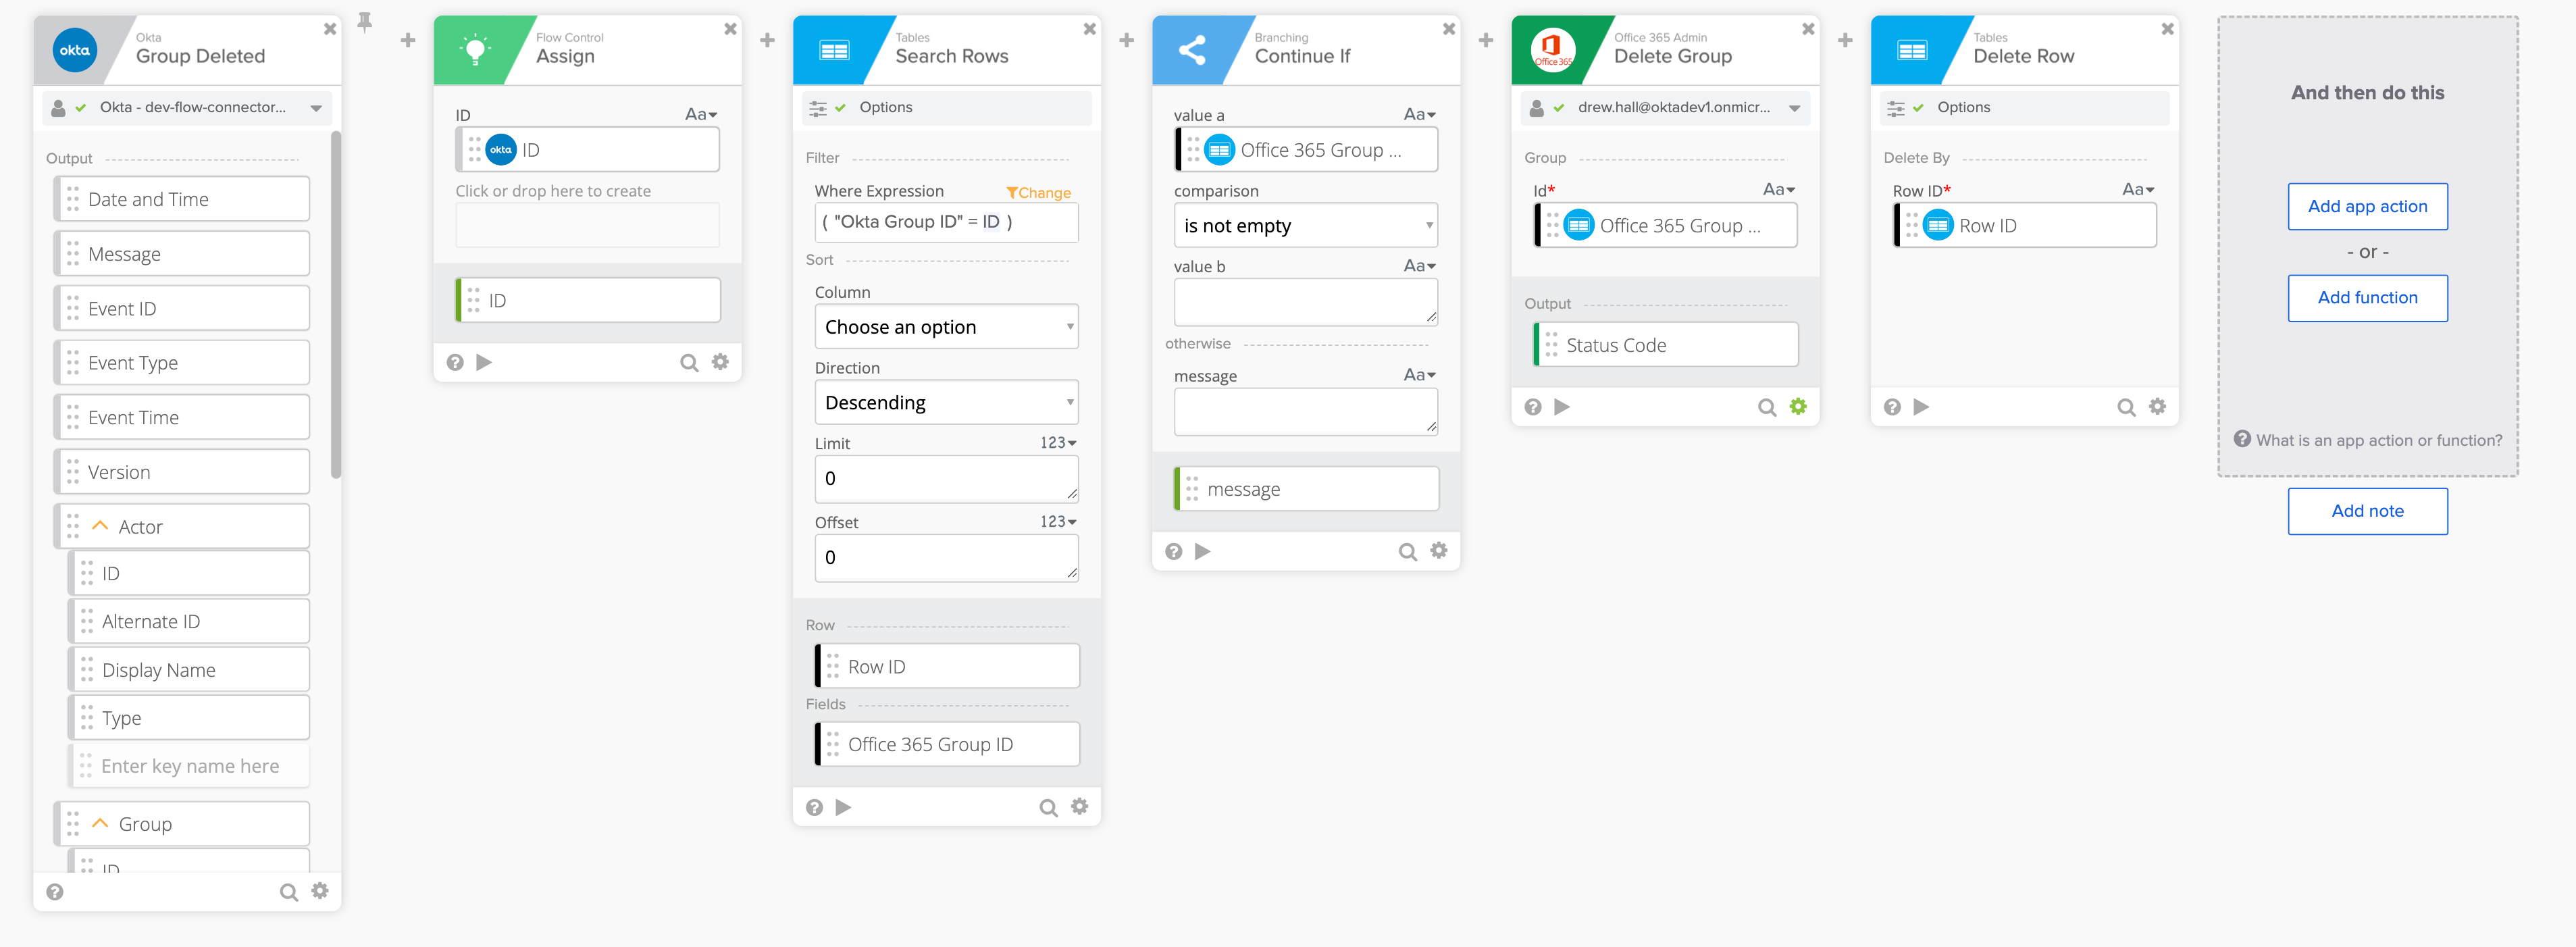 okta
Okta
Group Deleted
Okta - dev-flow-connector...
Output
Date and Time
Message
Event ID
Event Type
Event Time
Version
Actor
ID
Alternate ID
Display Name
Type
Enter key name here
Group
ID
Flow Control
Assign
ID
Aa
okta ID
Click or drop here to create
ID
Tables
Search Rows
Options
Filter
Where Expression
Change
( "Okta Group ID" = ID )
Sort
Column
Choose an option
Direction
Descending
Limit
123
0
Offset
123
0
Row
Row ID
Fields
Office 365 Group ID
Branching
Continue If
value a
Aa
Office 365 Group ...
comparison
is not empty
value b
Aa
otherwise
message
Aa
message
Office 365
Office 365 Admin
Delete Group
drew.hall@oktadev1.onmicr...
Group
Id*
Aa
Office 365 Group ...
Output
Status Code
Tables
Delete Row
Options
Delete By
Row ID*
Aa
Row ID
And then do this
Add app action
- or -
Add function
What is an app action or function?
Add note